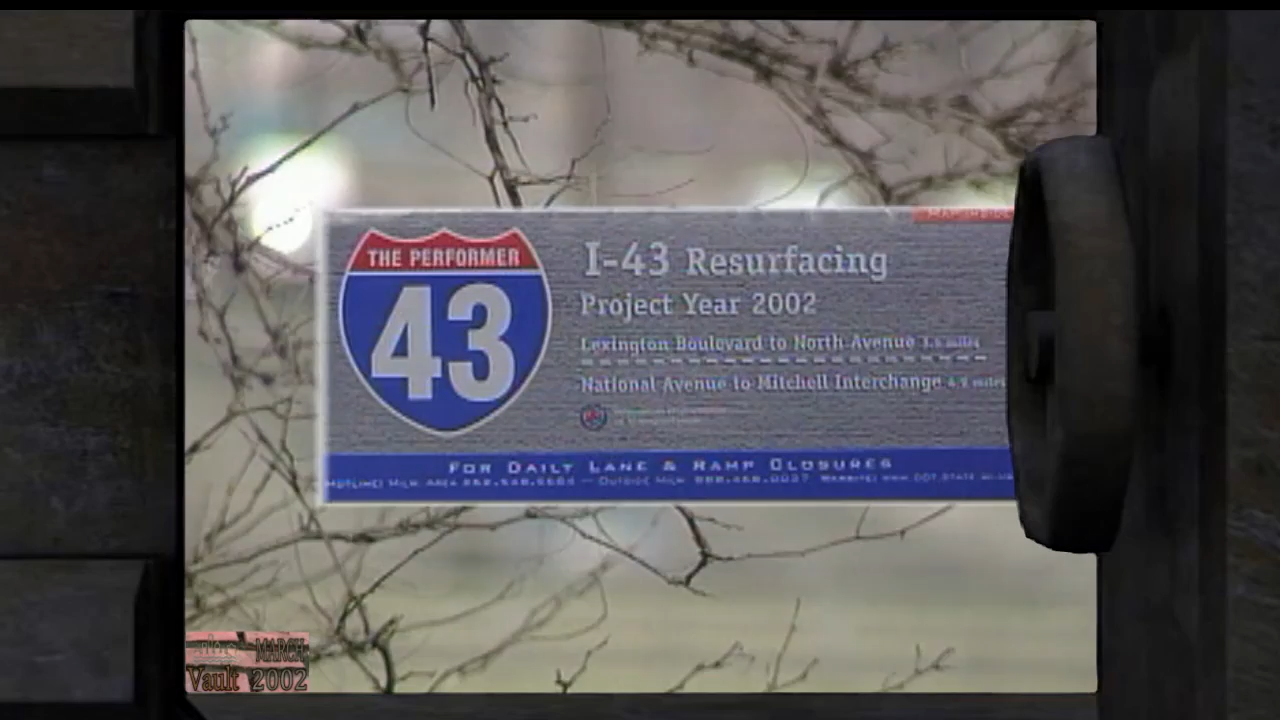 THE PERFORMER
43
I-43 Resurfacing
Project Year 2002
Lexington Boulevard to North Avenue
National Avenue to Mitchell Interchange
FOR DAILY LANE & RAMP CLOSURES
MARCH
Vault 2002